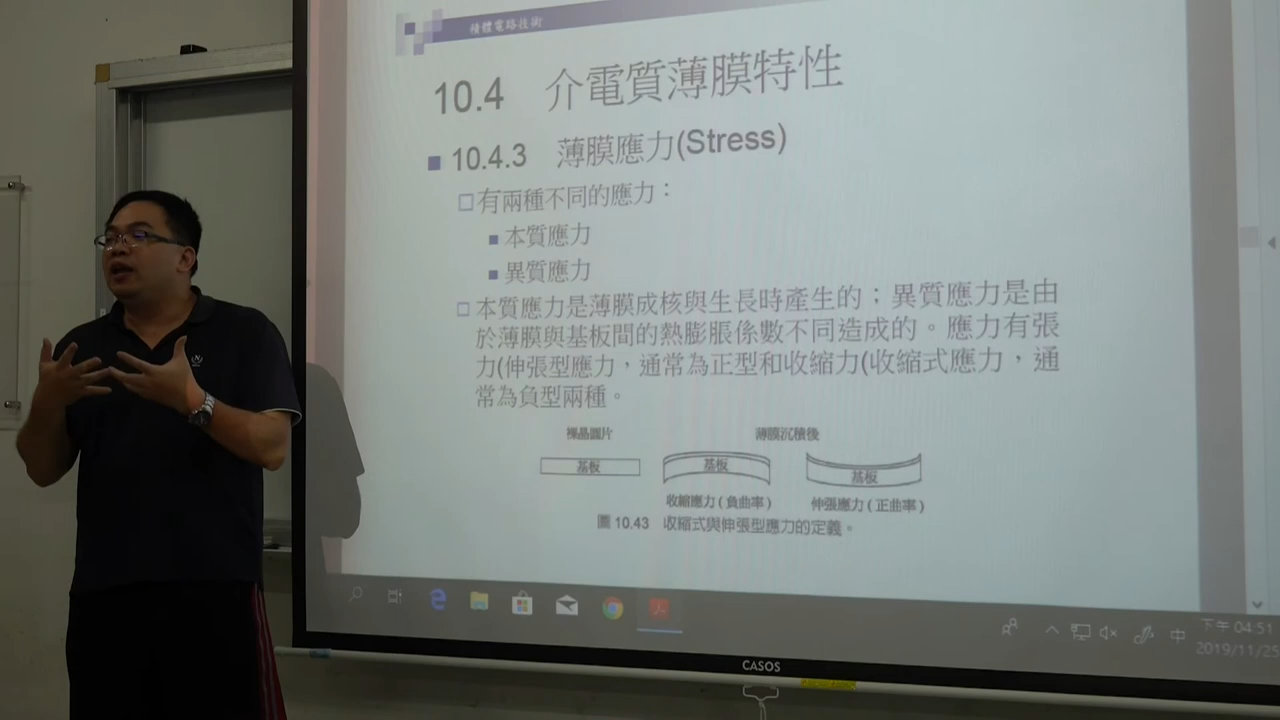 積體電路技術
10.4 介電質薄膜特性
10.4.3 薄膜應力(Stress)
有兩種不同的應力：
本質應力
異質應力
本質應力是薄膜成核與生長時產生的；異質應力是由
於薄膜與基板間的熱膨脹係數不同造成的。應力有張
力(伸張型應力，通常為正型和收縮力(收縮式應力，通
常為負型兩種。
裸晶圓片 薄膜沉積後
基板 基板 基板
收縮應力(負曲率) 伸張應力(正曲率)
圖 10.43 收縮式與伸張型應力的定義。
中 下午 04:51
2019/11/25
CASOS